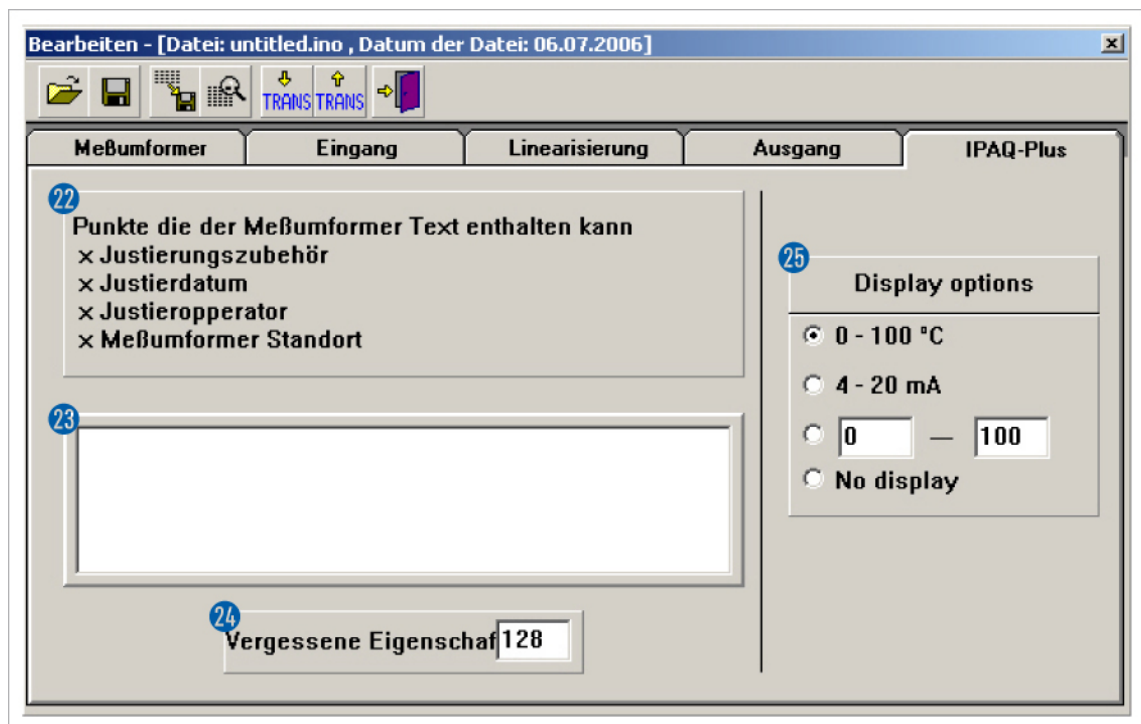 Bearbeiten - [Datei: untitled.ino , Datum der Datei: 06.07.2006]
TRANS TRANS
Meßumformer Eingang Linearisierung Ausgang IPAQ-Plus
22
Punkte die der Meßumformer Text enthalten kann
x Justierungszubehör
x Justierdatum
x Justieropperator
x Meßumformer Standort
23
24
Vergessene Eigenschaf 128
25
Display options
0 - 100 °C
4 - 20 mA
0 — 100
No display